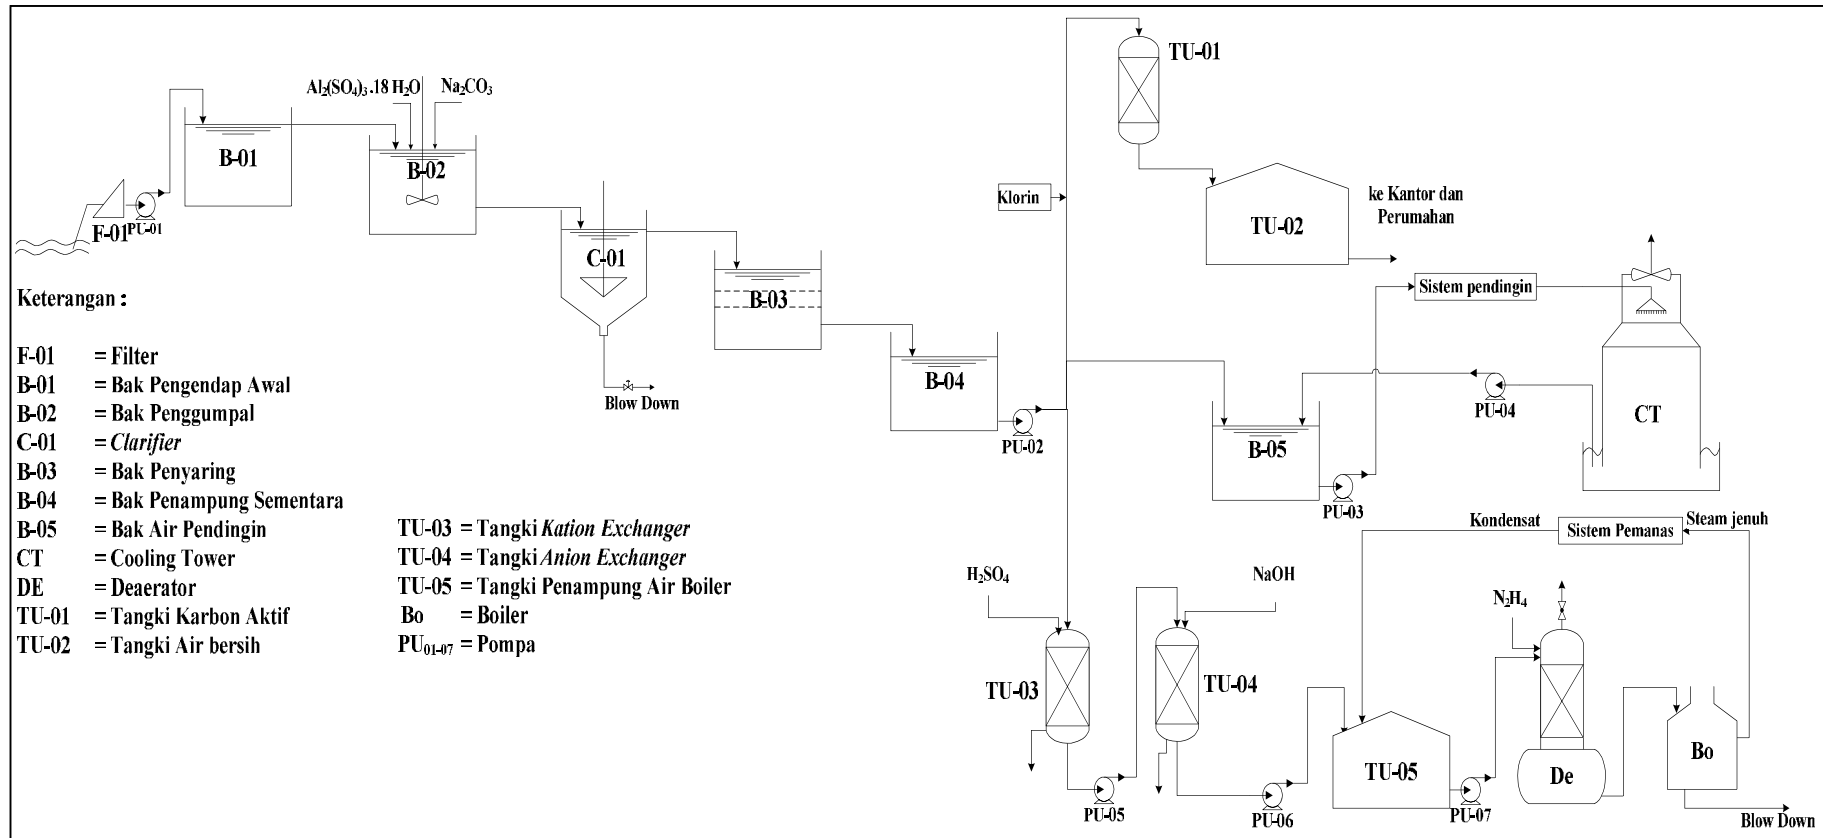 TU-01
Al₂(SO₄)₃.18 H₂O
Na₂CO₃
B-01
B-02
Klorin
ke Kantor dan
Perumahan
TU-02
F-01
PU-01
C-01
Sistem pendingin
B-03
Keterangan :
F-01 = Filter
B-01 = Bak Pengendap Awal
B-02 = Bak Penggumpal
C-01 = Clarifier
B-03 = Bak Penyaring
B-04 = Bak Penampung Sementara
B-05 = Bak Air Pendingin
CT = Cooling Tower
DE = Deaerator
TU-01 = Tangki Karbon Aktif
TU-02 = Tangki Air bersih
TU-03 = Tangki Kation Exchanger
TU-04 = Tangki Anion Exchanger
TU-05 = Tangki Penampung Air Boiler
Bo = Boiler
PU₀₁₋₀₇ = Pompa
Blow Down
B-04
PU-02
PU-04
CT
B-05
PU-03
Kondensat
Sistem Pemanas
Steam jenuh
H₂SO₄
NaOH
N₂H₄
TU-03
TU-04
TU-05
De
Bo
PU-05
PU-06
PU-07
Blow Down